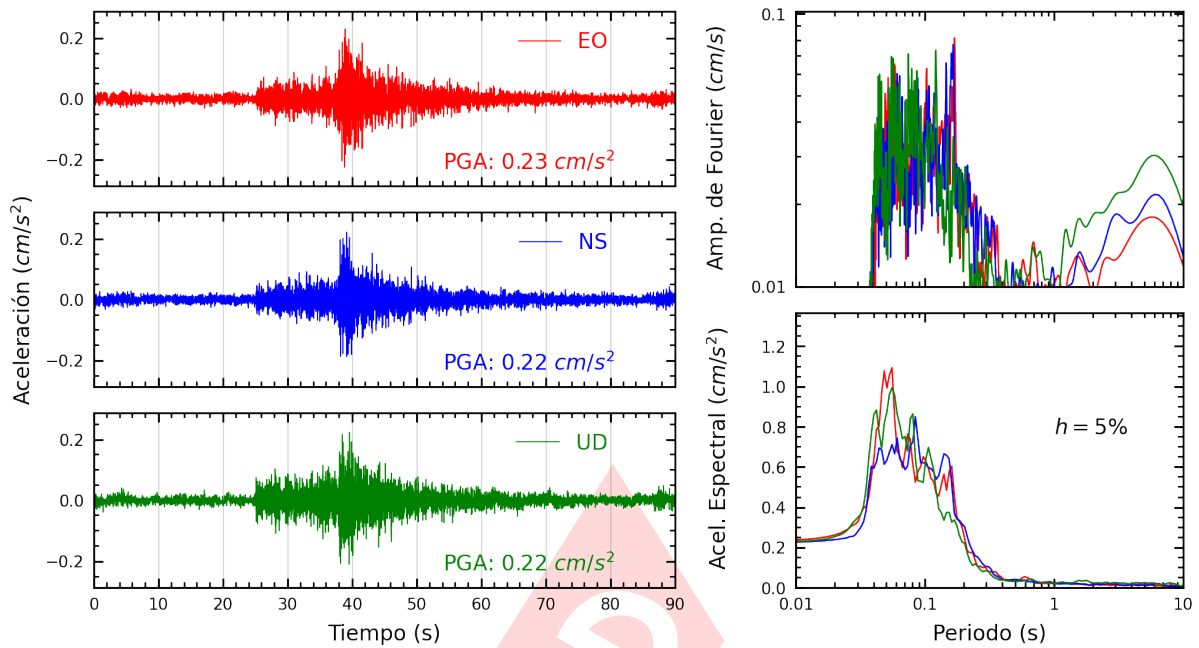 Aceleración (cm/s²)
0.2
0.0
−0.2
EO
PGA: 0.23 cm/s²
0.2
0.0
−0.2
NS
PGA: 0.22 cm/s²
0.2
0.0
−0.2
UD
PGA: 0.22 cm/s²
0 10 20 30 40 50 60 70 80 90
Tiempo (s)
Amp. de Fourier (cm/s)
0.1
0.01
Acel. Espectral (cm/s²)
1.2
1.0
0.8
0.6
0.4
0.2
0.0
h = 5%
0.01 0.1 1 10
Periodo (s)